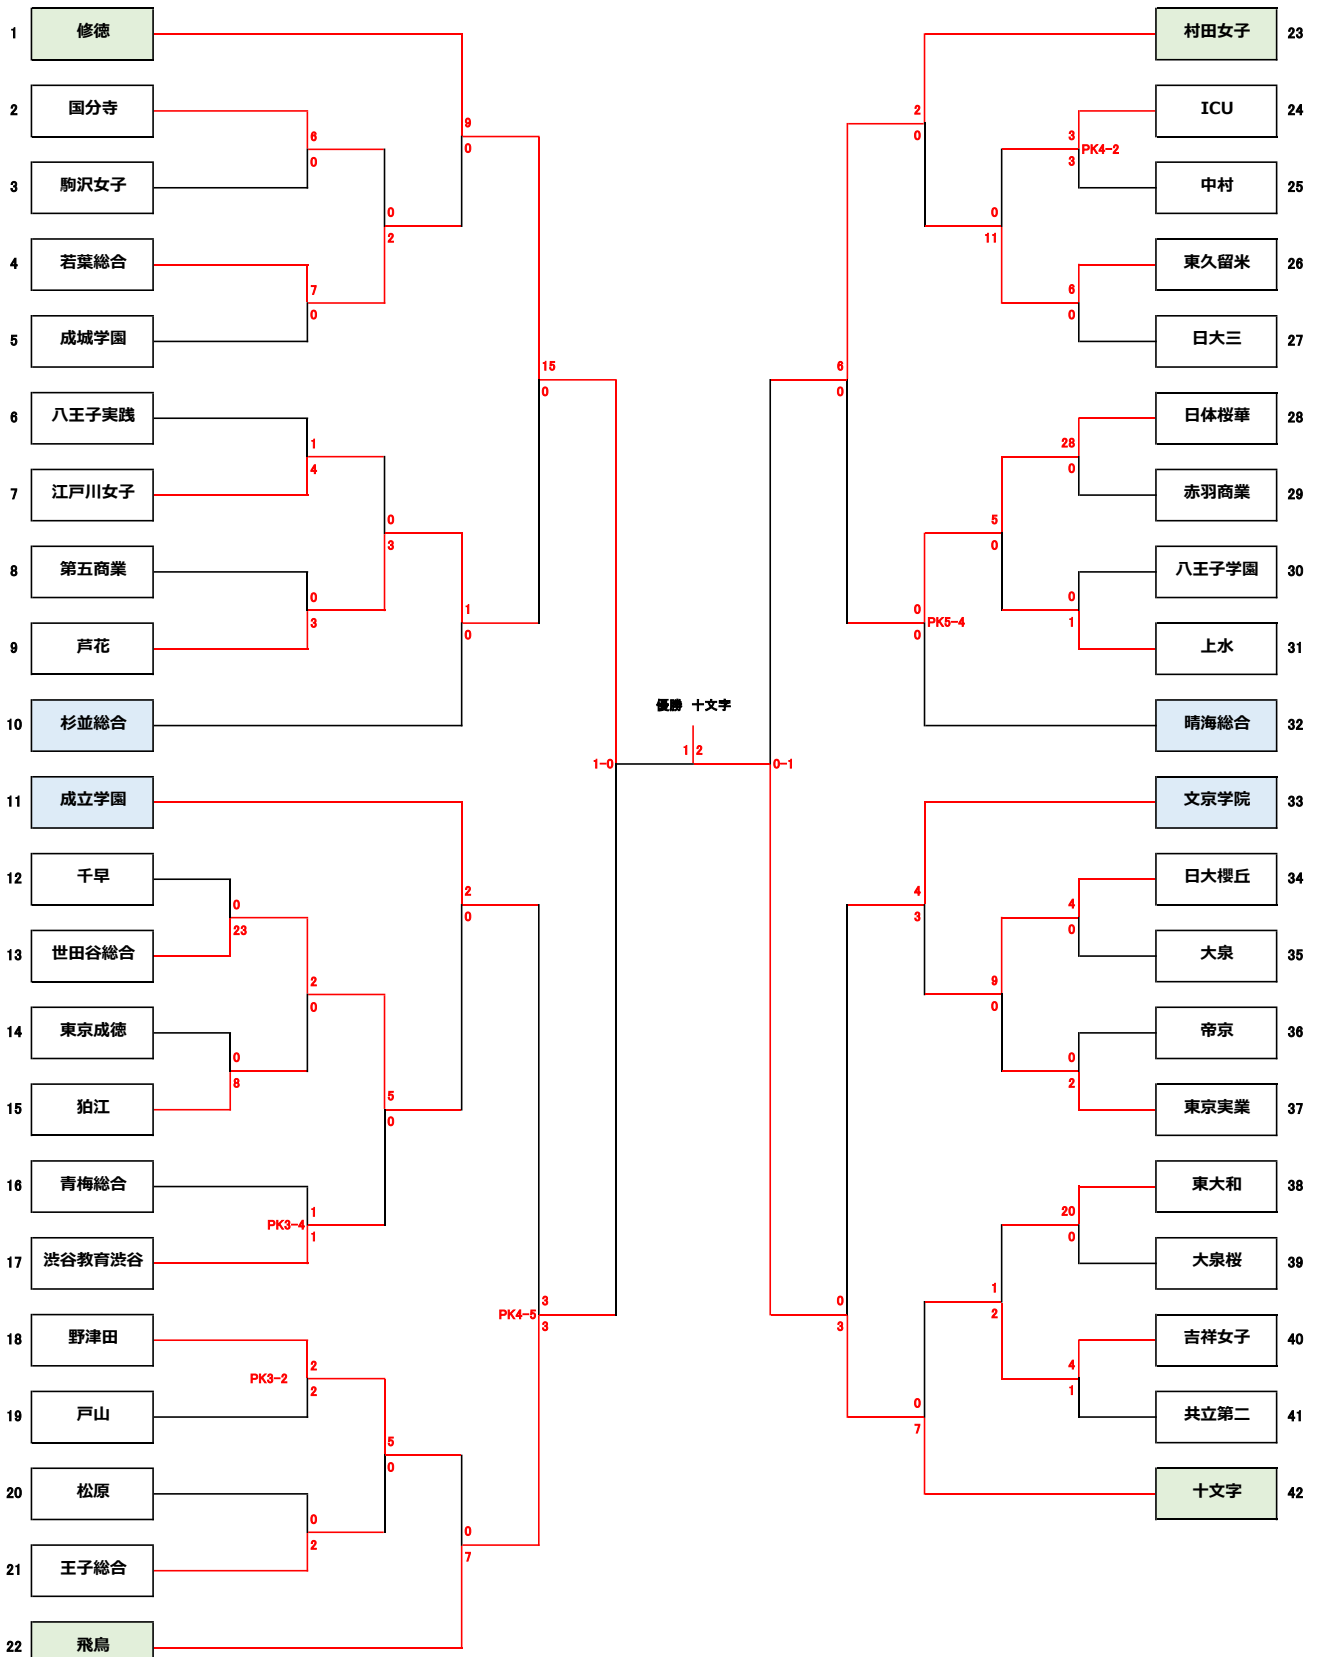 1 修徳
2 国分寺
3 駒沢女子
4 若葉総合
5 成城学園
6 八王子実践
7 江戸川女子
8 第五商業
9 芦花
10 杉並総合
11 成立学園
12 千早
13 世田谷総合
14 東京成徳
15 狛江
16 青梅総合
17 渋谷教育渋谷
18 野津田
19 戸山
20 松原
21 王子総合
22 飛鳥
0
23
0
8
6
0
7
0
1
4
0
3
2
0
1
PK3-4
1
2
PK3-2
2
0
2
0
2
0
3
5
0
5
0
9
0
1
0
2
0
0
7
15
0
3
PK4-5
3
1-0
優勝 十文字
1 2
0-1
6
0
0
3
2
0
0
PK5-4
0
4
3
0
7
0
11
5
0
9
0
1
2
3
PK4-2
3
6
0
28
0
0
1
4
0
0
2
20
0
4
1
村田女子 23
ICU 24
中村 25
東久留米 26
日大三 27
日体桜華 28
赤羽商業 29
八王子学園 30
上水 31
晴海総合 32
文京学院 33
日大櫻丘 34
大泉 35
帝京 36
東京実業 37
東大和 38
大泉桜 39
吉祥女子 40
共立第二 41
十文字 42